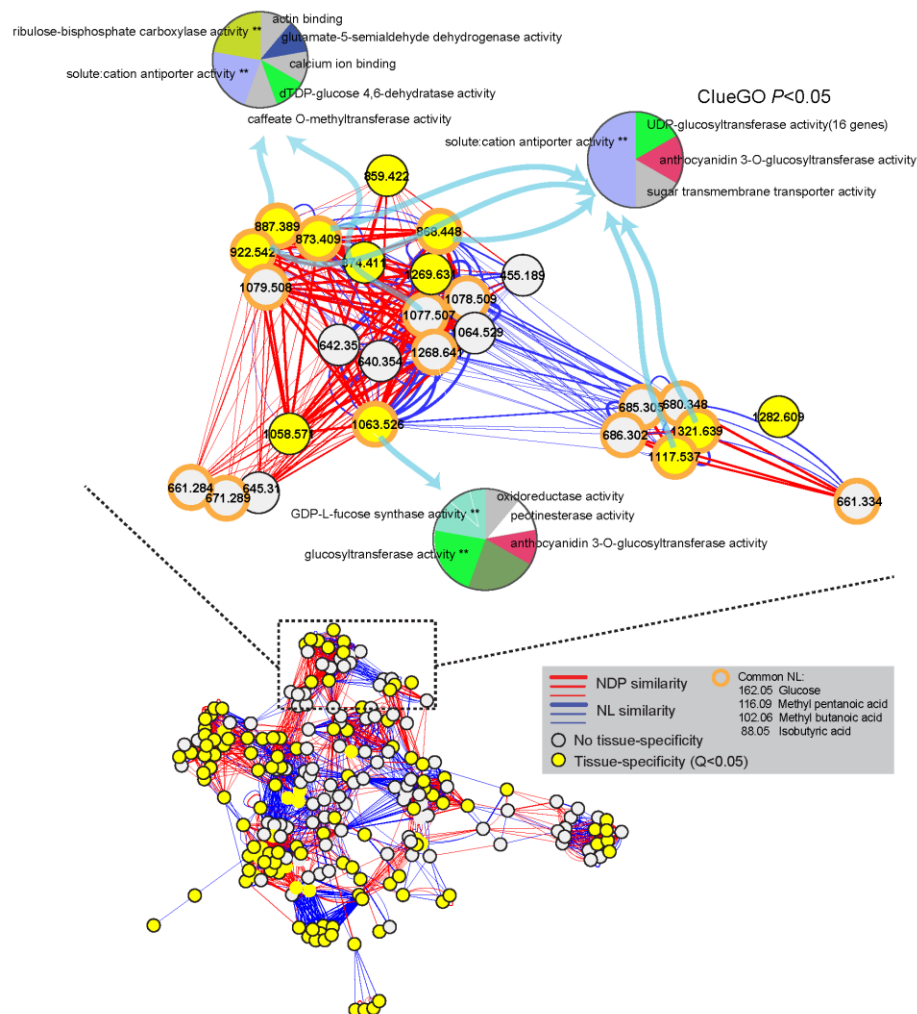 actin binding
ribulose-bisphosphate carboxylase activity **
glutamate-5-semialdehyde dehydrogenase activity
calcium ion binding
solute:cation antiporter activity **
dTDP-glucose 4,6-dehydratase activity
caffeate O-methyltransferase activity
ClueGO P<0.05
UDP-glucosyltransferase activity(16 genes)
solute:cation antiporter activity **
anthocyanidin 3-O-glucosyltransferase activity
sugar transmembrane transporter activity
859.422
887.389
873.409
868.448
922.542
874.411
1269.631
455.189
1079.508
1078.509
1077.507
1064.529
642.35
640.354
1268.641
685.305
680.348
1282.609
1063.526
686.302
1321.639
1058.571
1117.537
661.284
671.289
645.31
661.334
oxidoreductase activity
GDP-L-fucose synthase activity **
pectinesterase activity
anthocyanidin 3-O-glucosyltransferase activity
glucosyltransferase activity **
NDP similarity
NL similarity
No tissue-specificity
Tissue-specificity (Q<0.05)
Common NL:
162.05 Glucose
116.09 Methyl pentanoic acid
102.06 Methyl butanoic acid
88.05 Isobutyric acid